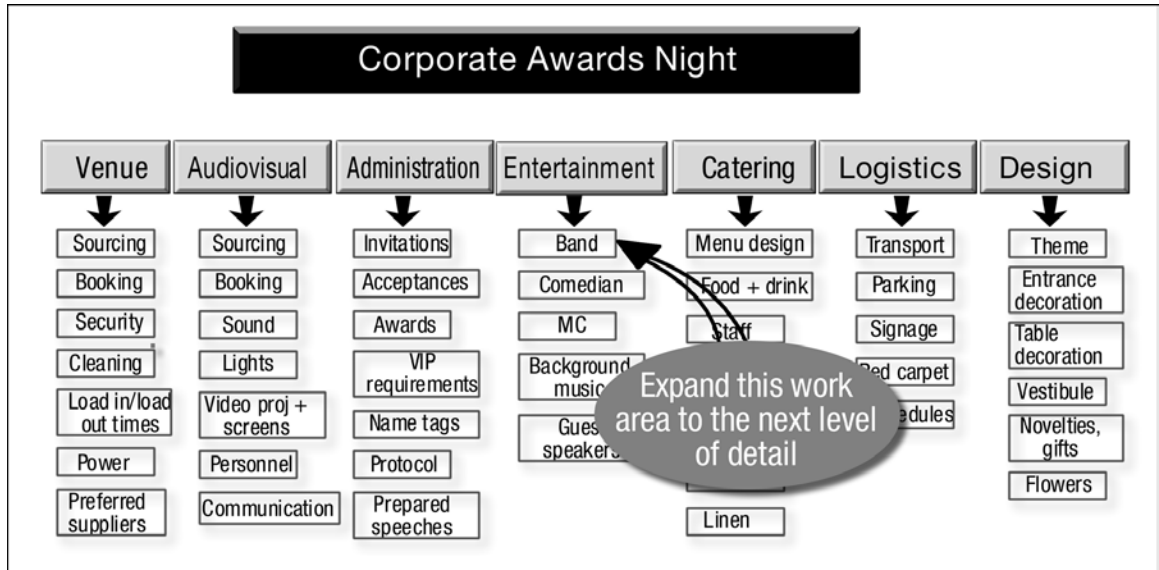 Corporate Awards Night
Venue
Sourcing
Booking
Security
Cleaning
Load in/load
out times
Power
Preferred
suppliers
Audiovisual
Sourcing
Booking
Sound
Lights
Video proj +
screens
Personnel
Communication
Administration
Invitations
Acceptances
Awards
VIP
requirements
Name tags
Protocol
Prepared
speeches
Entertainment
Band
Comedian
MC
Background
music
speakers
Catering
Menu design
Food + drink
Staff
Linen
Expand this work
area to the next level
of detail
Logistics
Transport
Parking
Signage
carpet
Design
Theme
Entrance
decoration
Table
decoration
Vestibule
Novelties,
gifts
Flowers